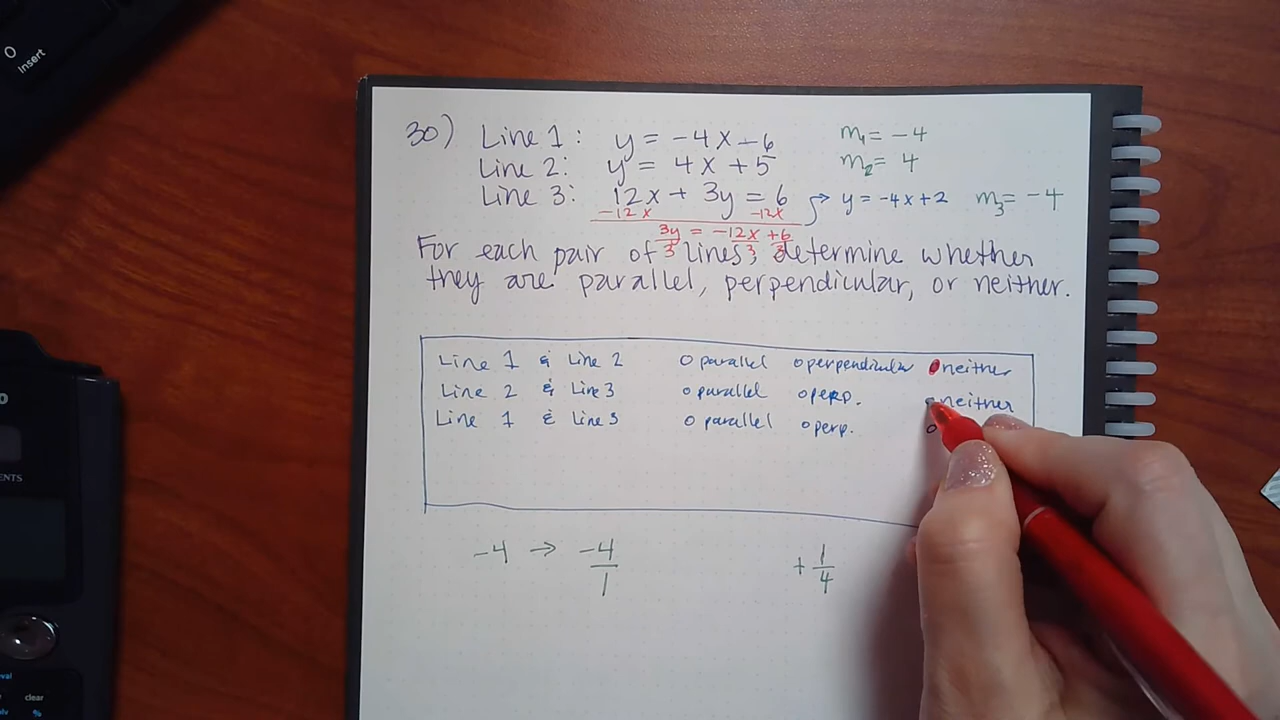 0
Insert
30) Line 1: y = -4x - 6 m₁ = -4
Line 2: y = 4x + 5 m₂ = 4
Line 3: 12x + 3y = 6 → y = -4x + 2 m₃ = -4
-12x -12x
3y = -12x + 6
3 3 3
For each pair of lines, determine whether
they are parallel, perpendicular, or neither.
Line 1 & Line 2 o parallel o perpendicular o neither
Line 2 & Line 3 o parallel o perp. o neither
Line 1 & Line 3 o parallel o perp. o
-4 → -4/1 + 1/4
clear
%